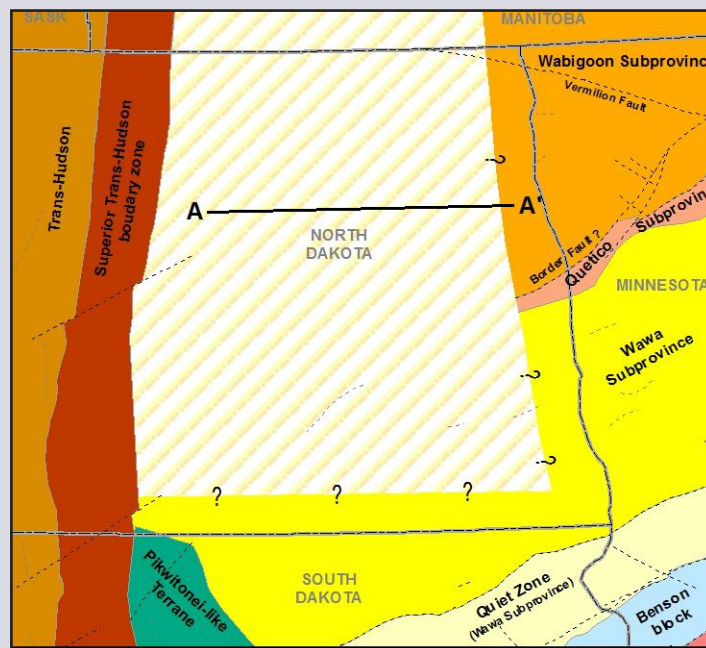 SASK
MANITOBA
Wabigoon Subprovinc
Vermilion Fault
Trans-Hudson
Superior Trans-Hudson
boudary zone
?
A
A'
NORTH
DAKOTA
Subprovin
Border Fault ?
Quetico
MINNESOTA
Wawa
Subprovince
?
?
?
?
?
Pikwitonei-like
Terrane
SOUTH
DAKOTA
Quiet Zone
(Wawa Subprovince)
Benson
block